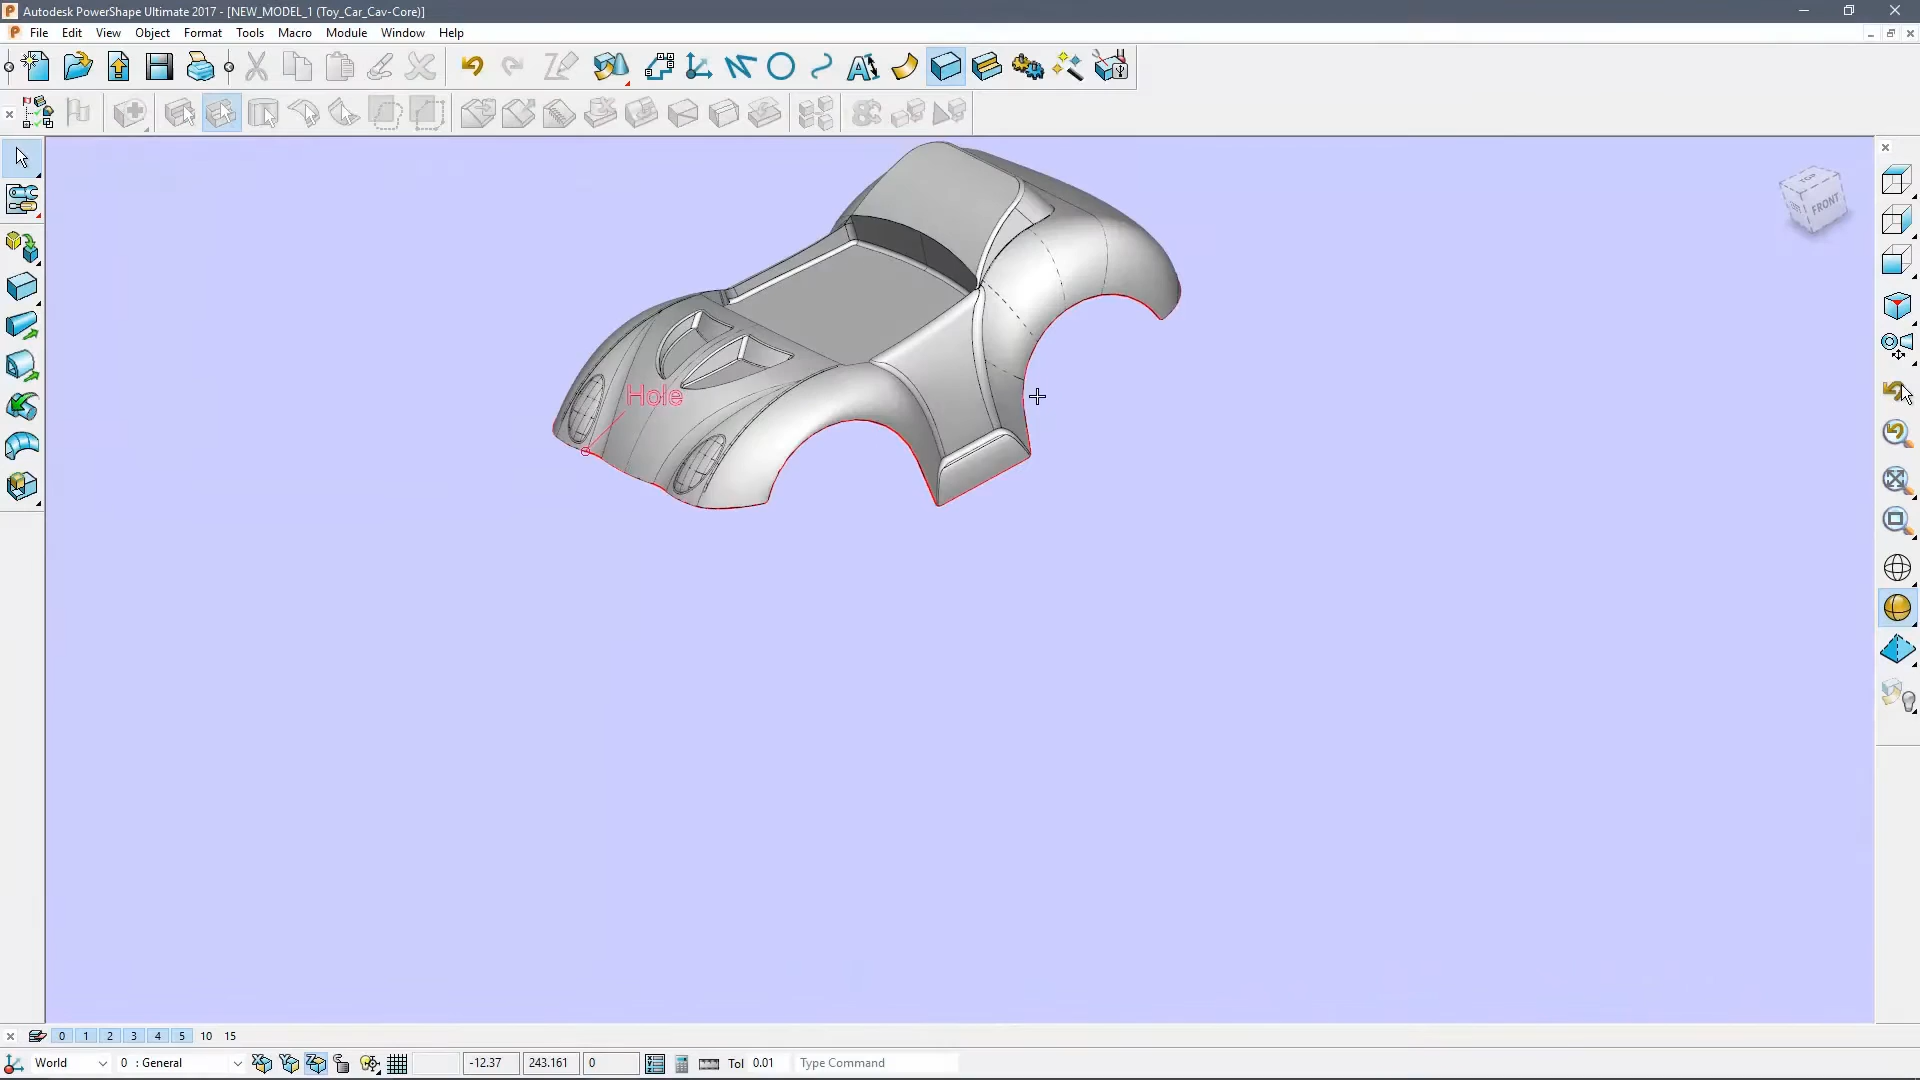 Autodesk PowerShape Ultimate 2017 - [NEW_MODEL_1 (Toy_Car_Cav-Core)]
File Edit View Object Format Tools Macro Module Window Help
TOP
FRONT
Hole
0 1 2 3 4 5 10 15
World 0 : General -12.37 243.161 0 Tol 0.01 Type Command